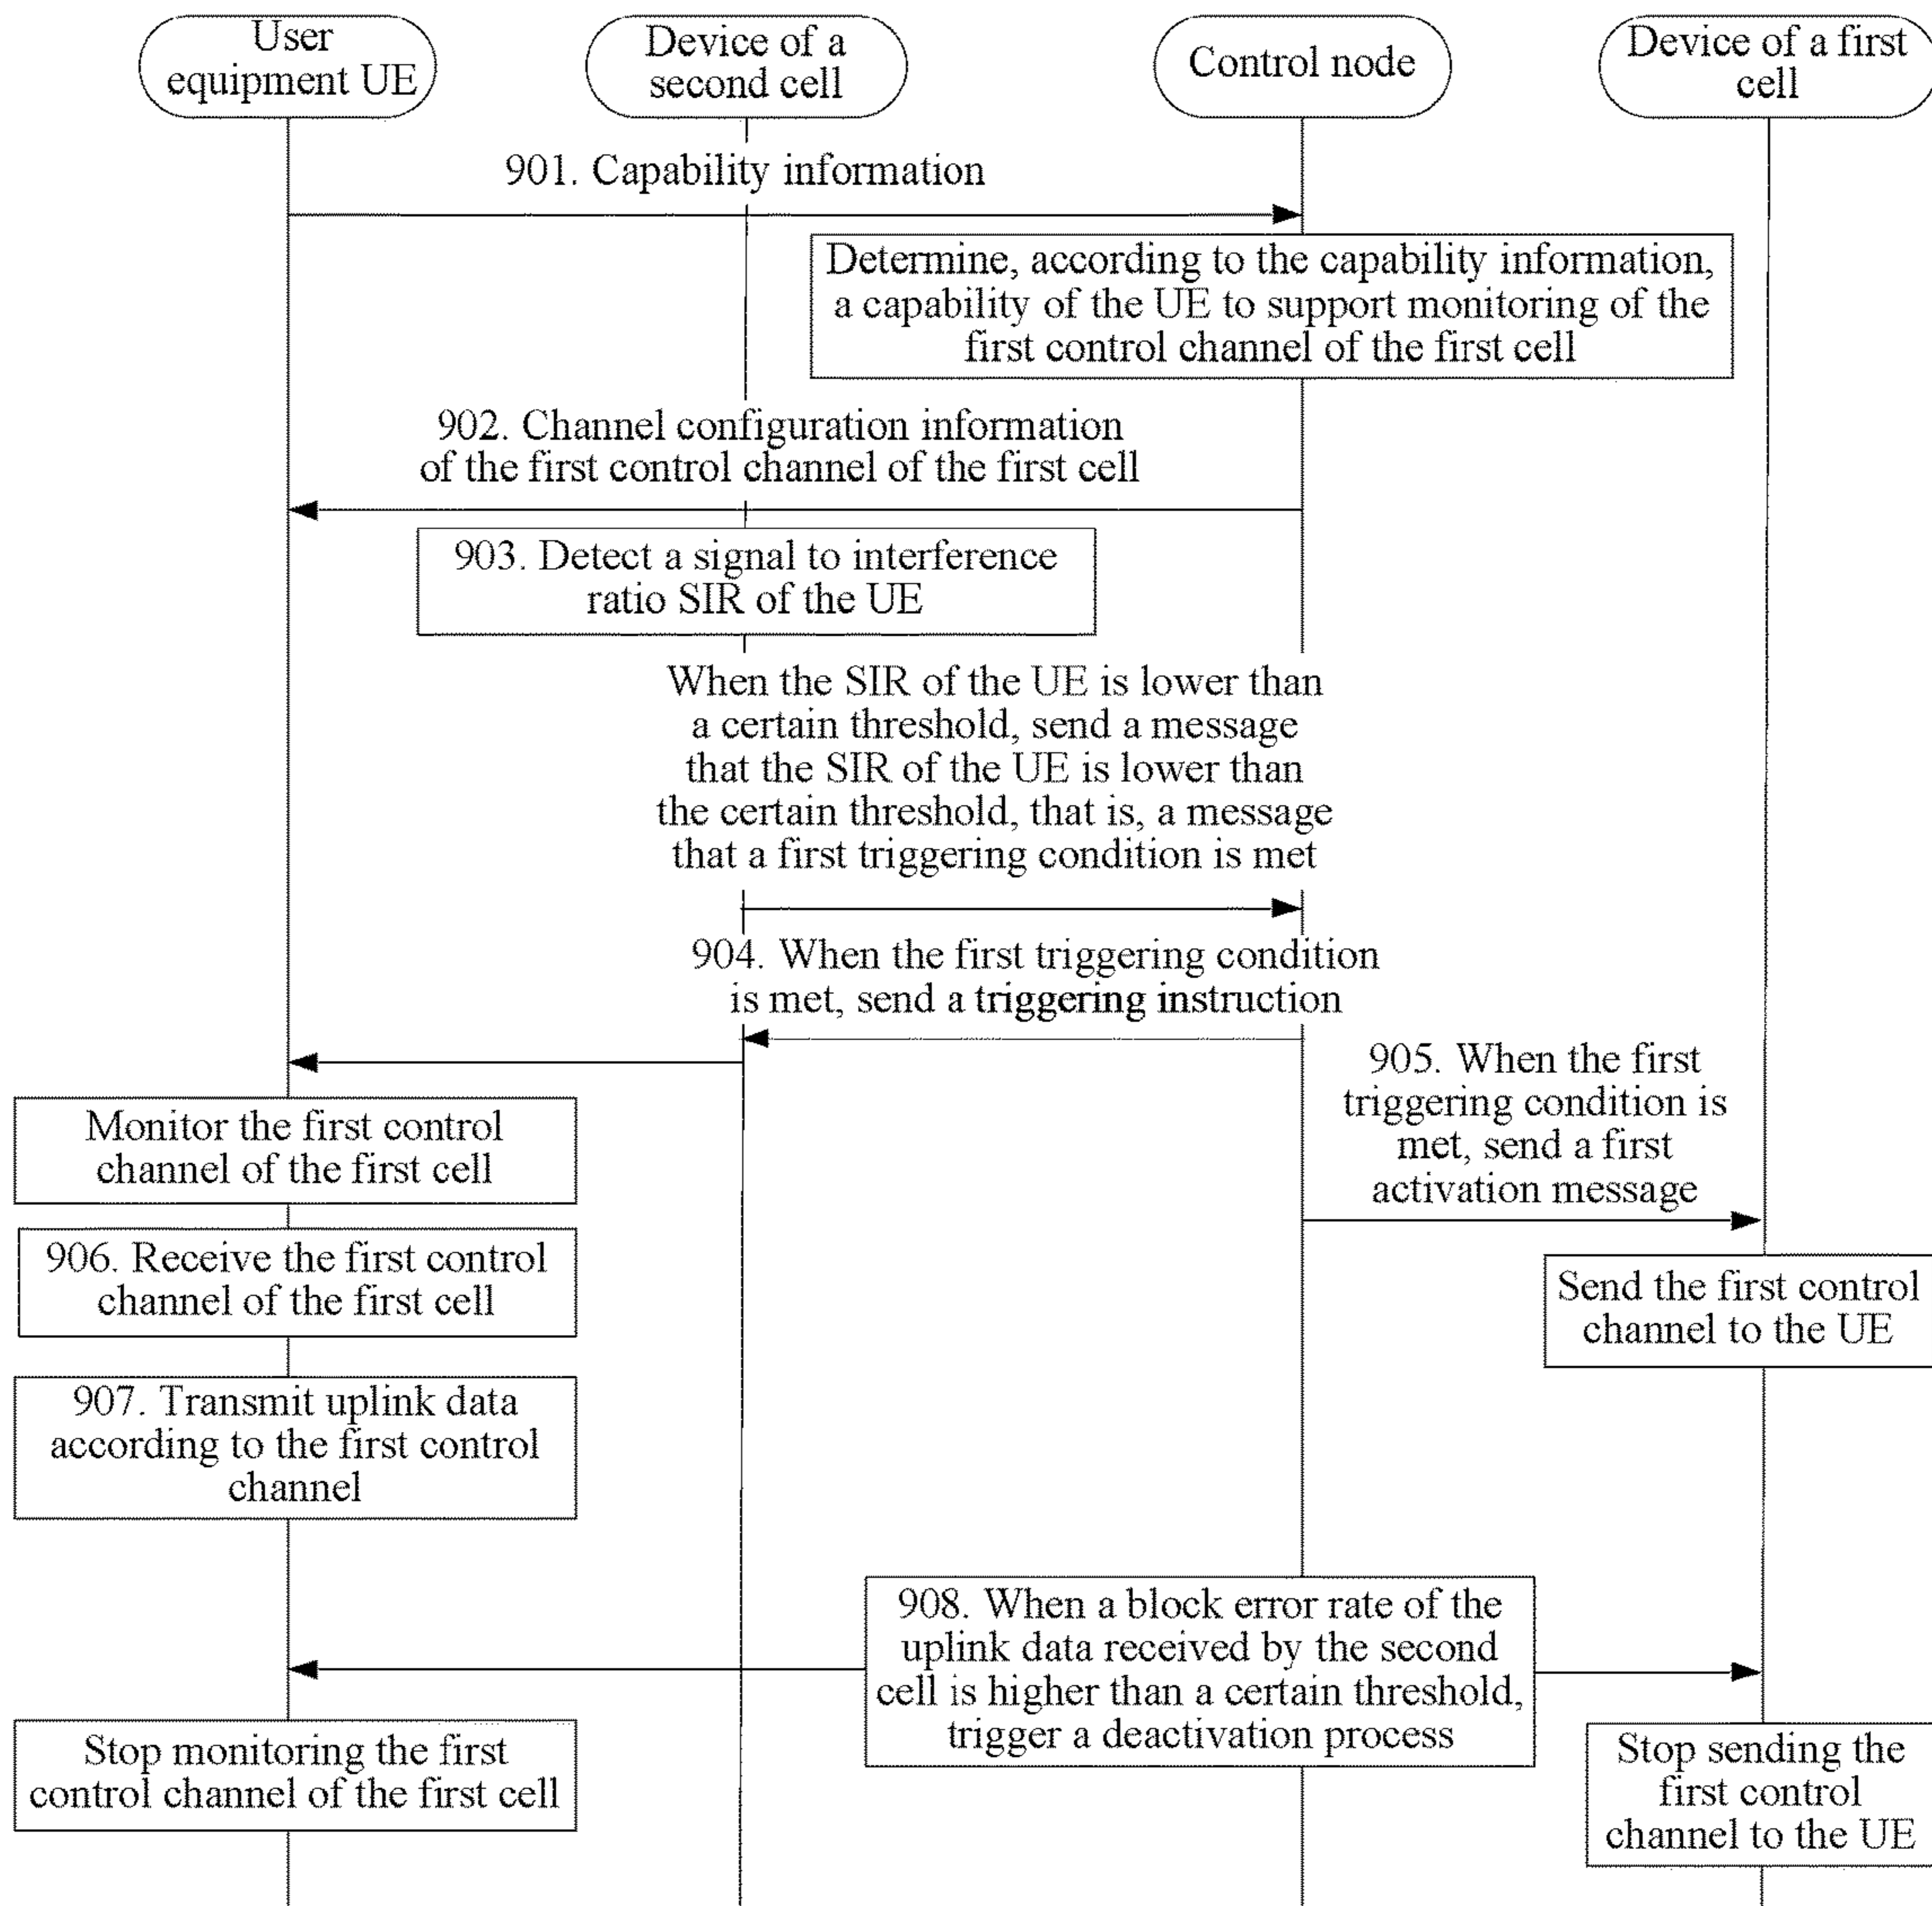 User
equipment UE
Device of a
second cell
Control node
Device of a first
cell
901. Capability information
Determine, according to the capability information,
a capability of the UE to support monitoring of the
first control channel of the first cell
902. Channel configuration information
of the first control channel of the first cell
903. Detect a signal to interference
ratio SIR of the UE
When the SIR of the UE is lower than
a certain threshold, send a message
that the SIR of the UE is lower than
the certain threshold, that is, a message
that a first triggering condition is met
904. When the first triggering condition
is met, send a triggering instruction
905. When the first
triggering condition is
met, send a first
activation message
Monitor the first control
channel of the first cell
906. Receive the first control
channel of the first cell
Send the first control
channel to the UE
907. Transmit uplink data
according to the first control
channel
908. When a block error rate of the
uplink data received by the second
cell is higher than a certain threshold,
trigger a deactivation process
Stop monitoring the first
control channel of the first cell
Stop sending the
first control
channel to the UE